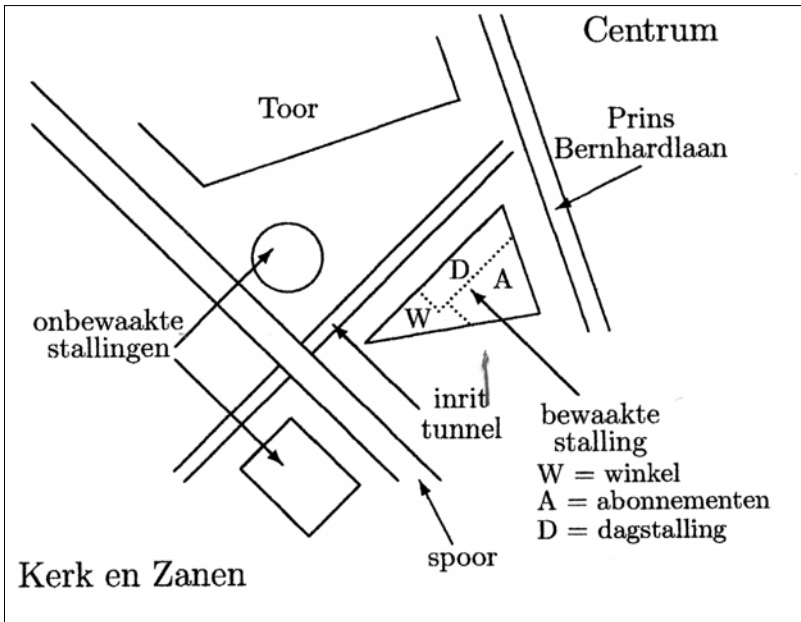 Centrum
Toor
Prins
Bernhardlaan
D
A
W
onbewaakte
stallingen
inrit
tunnel
bewaakte
stalling
W = winkel
A = abonnementen
D = dagstalling
spoor
Kerk en Zanen